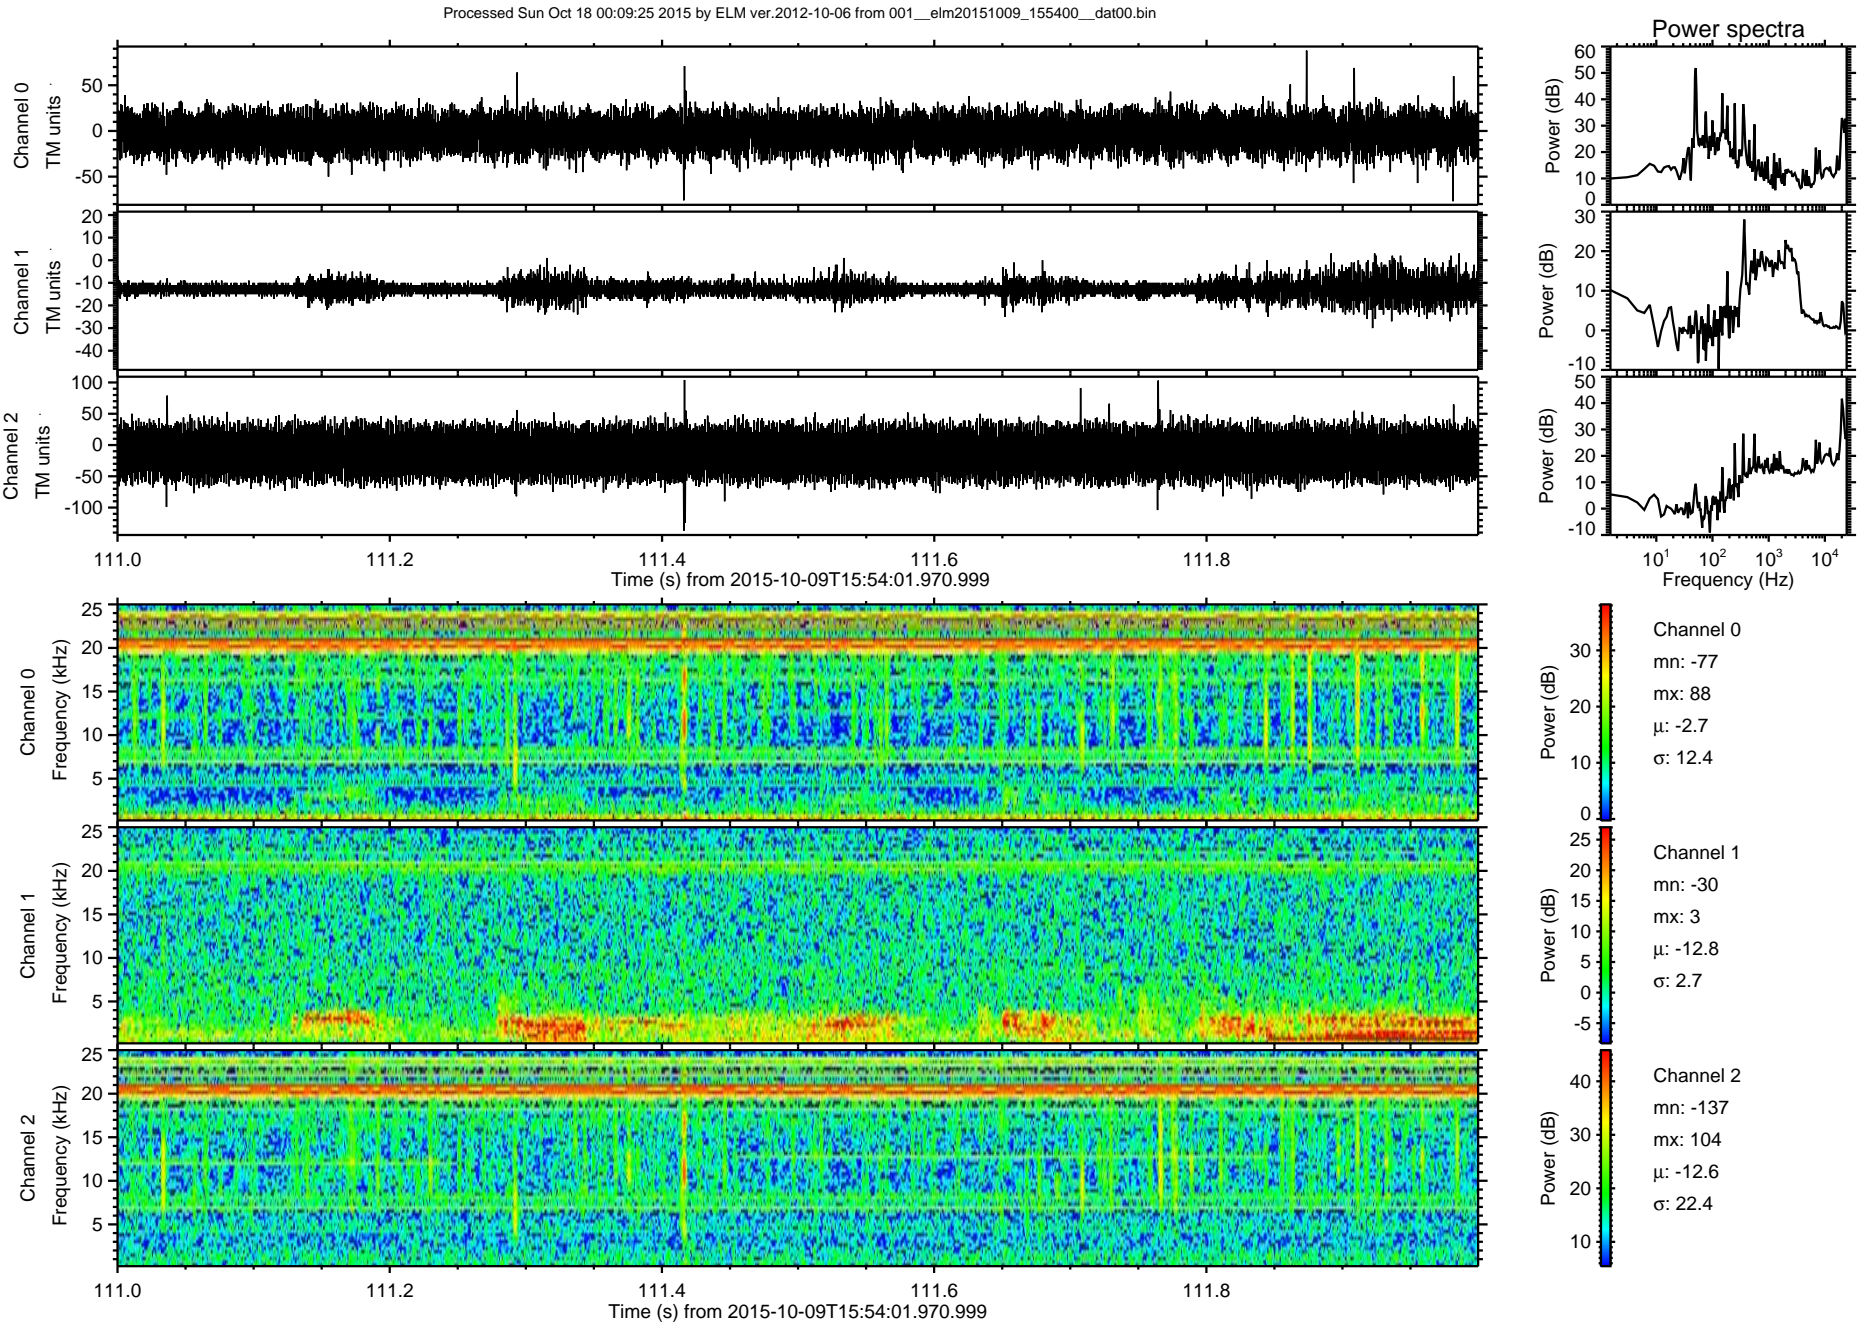 Processed Sun Oct 18 00:09:25 2015 by ELM ver.2012-10-06 from 001__elm20151009_155400__dat00.bin
Power spectra
Channel 0
TM units
50
0
-50
Power (dB)
60
50
40
30
20
10
0
Channel 1
TM units
20
10
0
-10
-20
-30
-40
Power (dB)
30
20
10
0
-10
Channel 2
TM units
100
50
0
-50
-100
Power (dB)
50
40
30
20
10
0
-10
111.0 111.2 111.4 111.6 111.8
Time (s) from 2015-10-09T15:54:01.970.999
10¹ 10² 10³ 10⁴
Frequency (Hz)
Channel 0
Frequency (kHz)
25
20
15
10
5
Power (dB)
30
20
10
0
Channel 0
mn: -77
mx: 88
μ: -2.7
σ: 12.4
Channel 1
Frequency (kHz)
25
20
15
10
5
Power (dB)
25
20
15
10
5
0
-5
Channel 1
mn: -30
mx: 3
μ: -12.8
σ: 2.7
Channel 2
Frequency (kHz)
25
20
15
10
5
Power (dB)
40
30
20
10
Channel 2
mn: -137
mx: 104
μ: -12.6
σ: 22.4
111.0 111.2 111.4 111.6 111.8
Time (s) from 2015-10-09T15:54:01.970.999